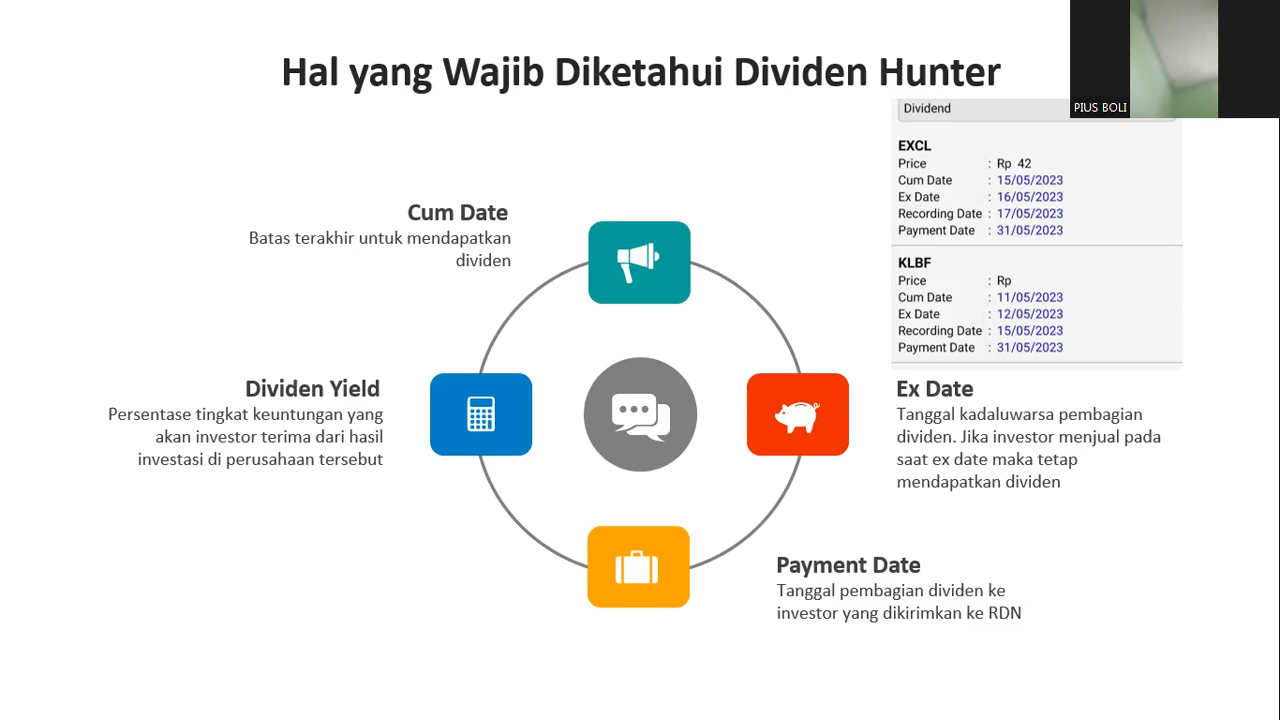 Hal yang Wajib Diketahui Dividen Hunter
PIUS BOLI
Dividend
EXCL
Price : Rp 42
Cum Date : 15/05/2023
Ex Date : 16/05/2023
Recording Date : 17/05/2023
Payment Date : 31/05/2023
KLBF
Price : Rp
Cum Date : 11/05/2023
Ex Date : 12/05/2023
Recording Date : 15/05/2023
Payment Date : 31/05/2023
Cum Date
Batas terakhir untuk mendapatkan
dividen
Dividen Yield
Persentase tingkat keuntungan yang
akan investor terima dari hasil
investasi di perusahaan tersebut
Ex Date
Tanggal kadaluwarsa pembagian
dividen. Jika investor menjual pada
saat ex date maka tetap
mendapatkan dividen
Payment Date
Tanggal pembagian dividen ke
investor yang dikirimkan ke RDN